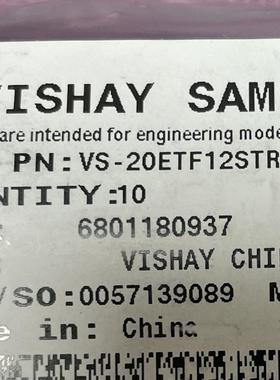 VISHAY SAM
are intended for engineering mode
PN:VS-20ETF12STR
NTITY:10
6801180937
VISHAY CHI
/SO:0057139089 M
e in: China